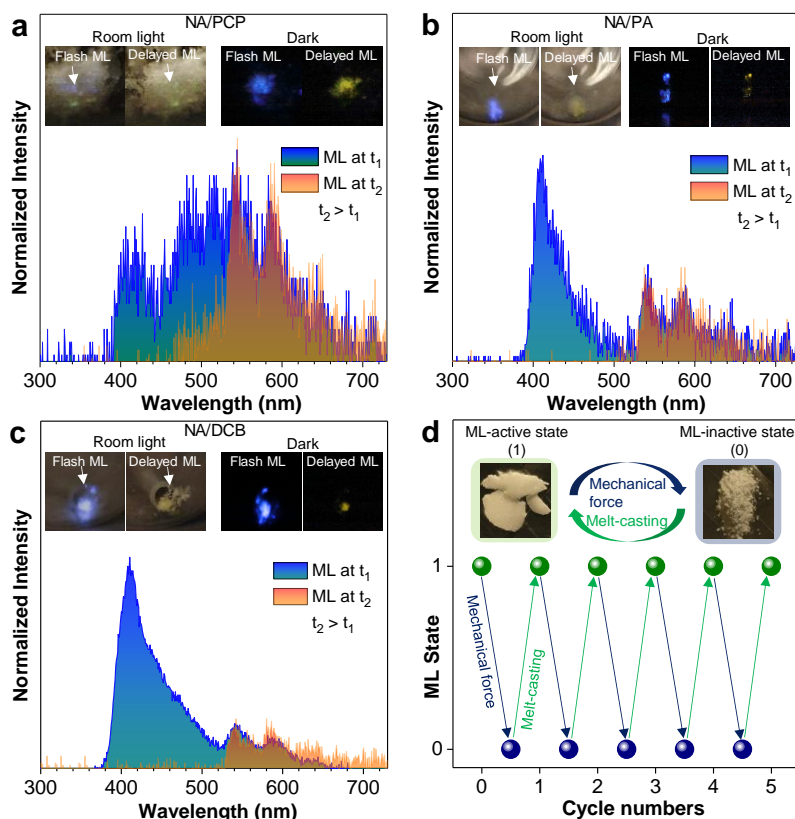 a
NA/PCP
Room light
Dark
Flash ML
Delayed ML
Flash ML
Delayed ML
ML at t1
ML at t2
t2 > t1
Normalized Intensity
300 400 500 600 700
Wavelength (nm)
b
NA/PA
Room light
Dark
Flash ML
Delayed ML
Flash ML
Delayed ML
ML at t1
ML at t2
t2 > t1
Normalized Intensity
300 400 500 600 700
Wavelength (nm)
c
NA/DCB
Room light
Dark
Flash ML
Delayed ML
Flash ML
Delayed ML
ML at t1
ML at t2
t2 > t1
Normalized Intensity
300 400 500 600 700
Wavelength (nm)
d
ML-active state
(1)
ML-inactive state
(0)
Mechanical
force
Melt-casting
1
0
ML State
Mechanical force
Melt-casting
0 1 2 3 4 5
Cycle numbers